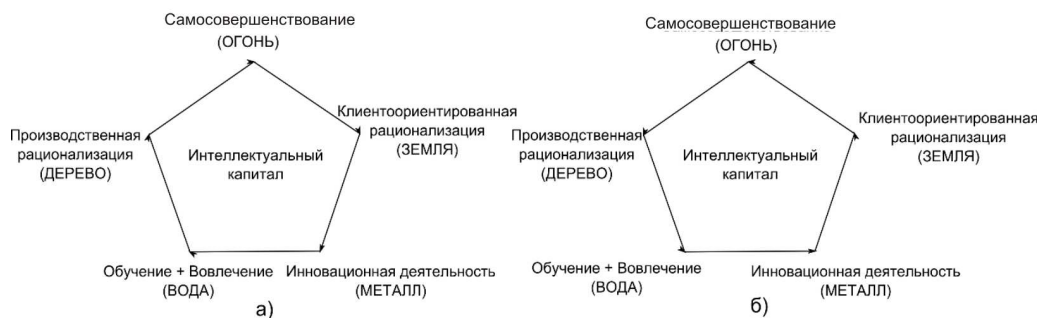 Самосовершенствование
(ОГОНЬ)
Клиентоориентированная
рационализация
(ЗЕМЛЯ)
Производственная
рационализация
(ДЕРЕВО)
Интеллектуальный
капитал
Обучение + Вовлечение
(ВОДА)
Инновационная деятельность
(МЕТАЛЛ)
а)
Самосовершенствование
(ОГОНЬ)
Клиентоориентированная
рационализация
(ЗЕМЛЯ)
Производственная
рационализация
(ДЕРЕВО)
Интеллектуальный
капитал
Обучение + Вовлечение
(ВОДА)
Инновационная деятельность
(МЕТАЛЛ)
б)